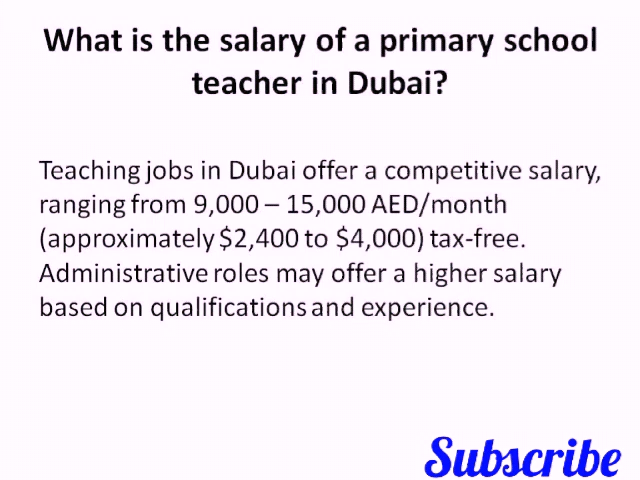 What is the salary of a primary school
teacher in Dubai?
Teaching jobs in Dubai offer a competitive salary,
ranging from 9,000 – 15,000 AED/month
(approximately $2,400 to $4,000) tax-free.
Administrative roles may offer a higher salary
based on qualifications and experience.
Subscribe